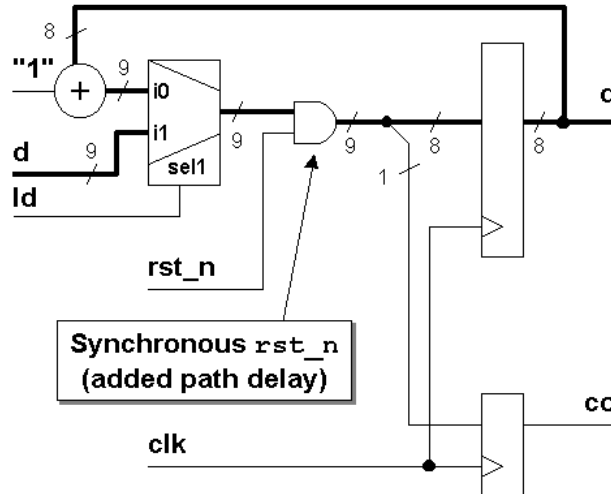 8
"1"
+
9
i0
i1
d
9
ld
sel1
9
9
8
8
1
rst_n
Synchronous rst_n
(added path delay)
clk